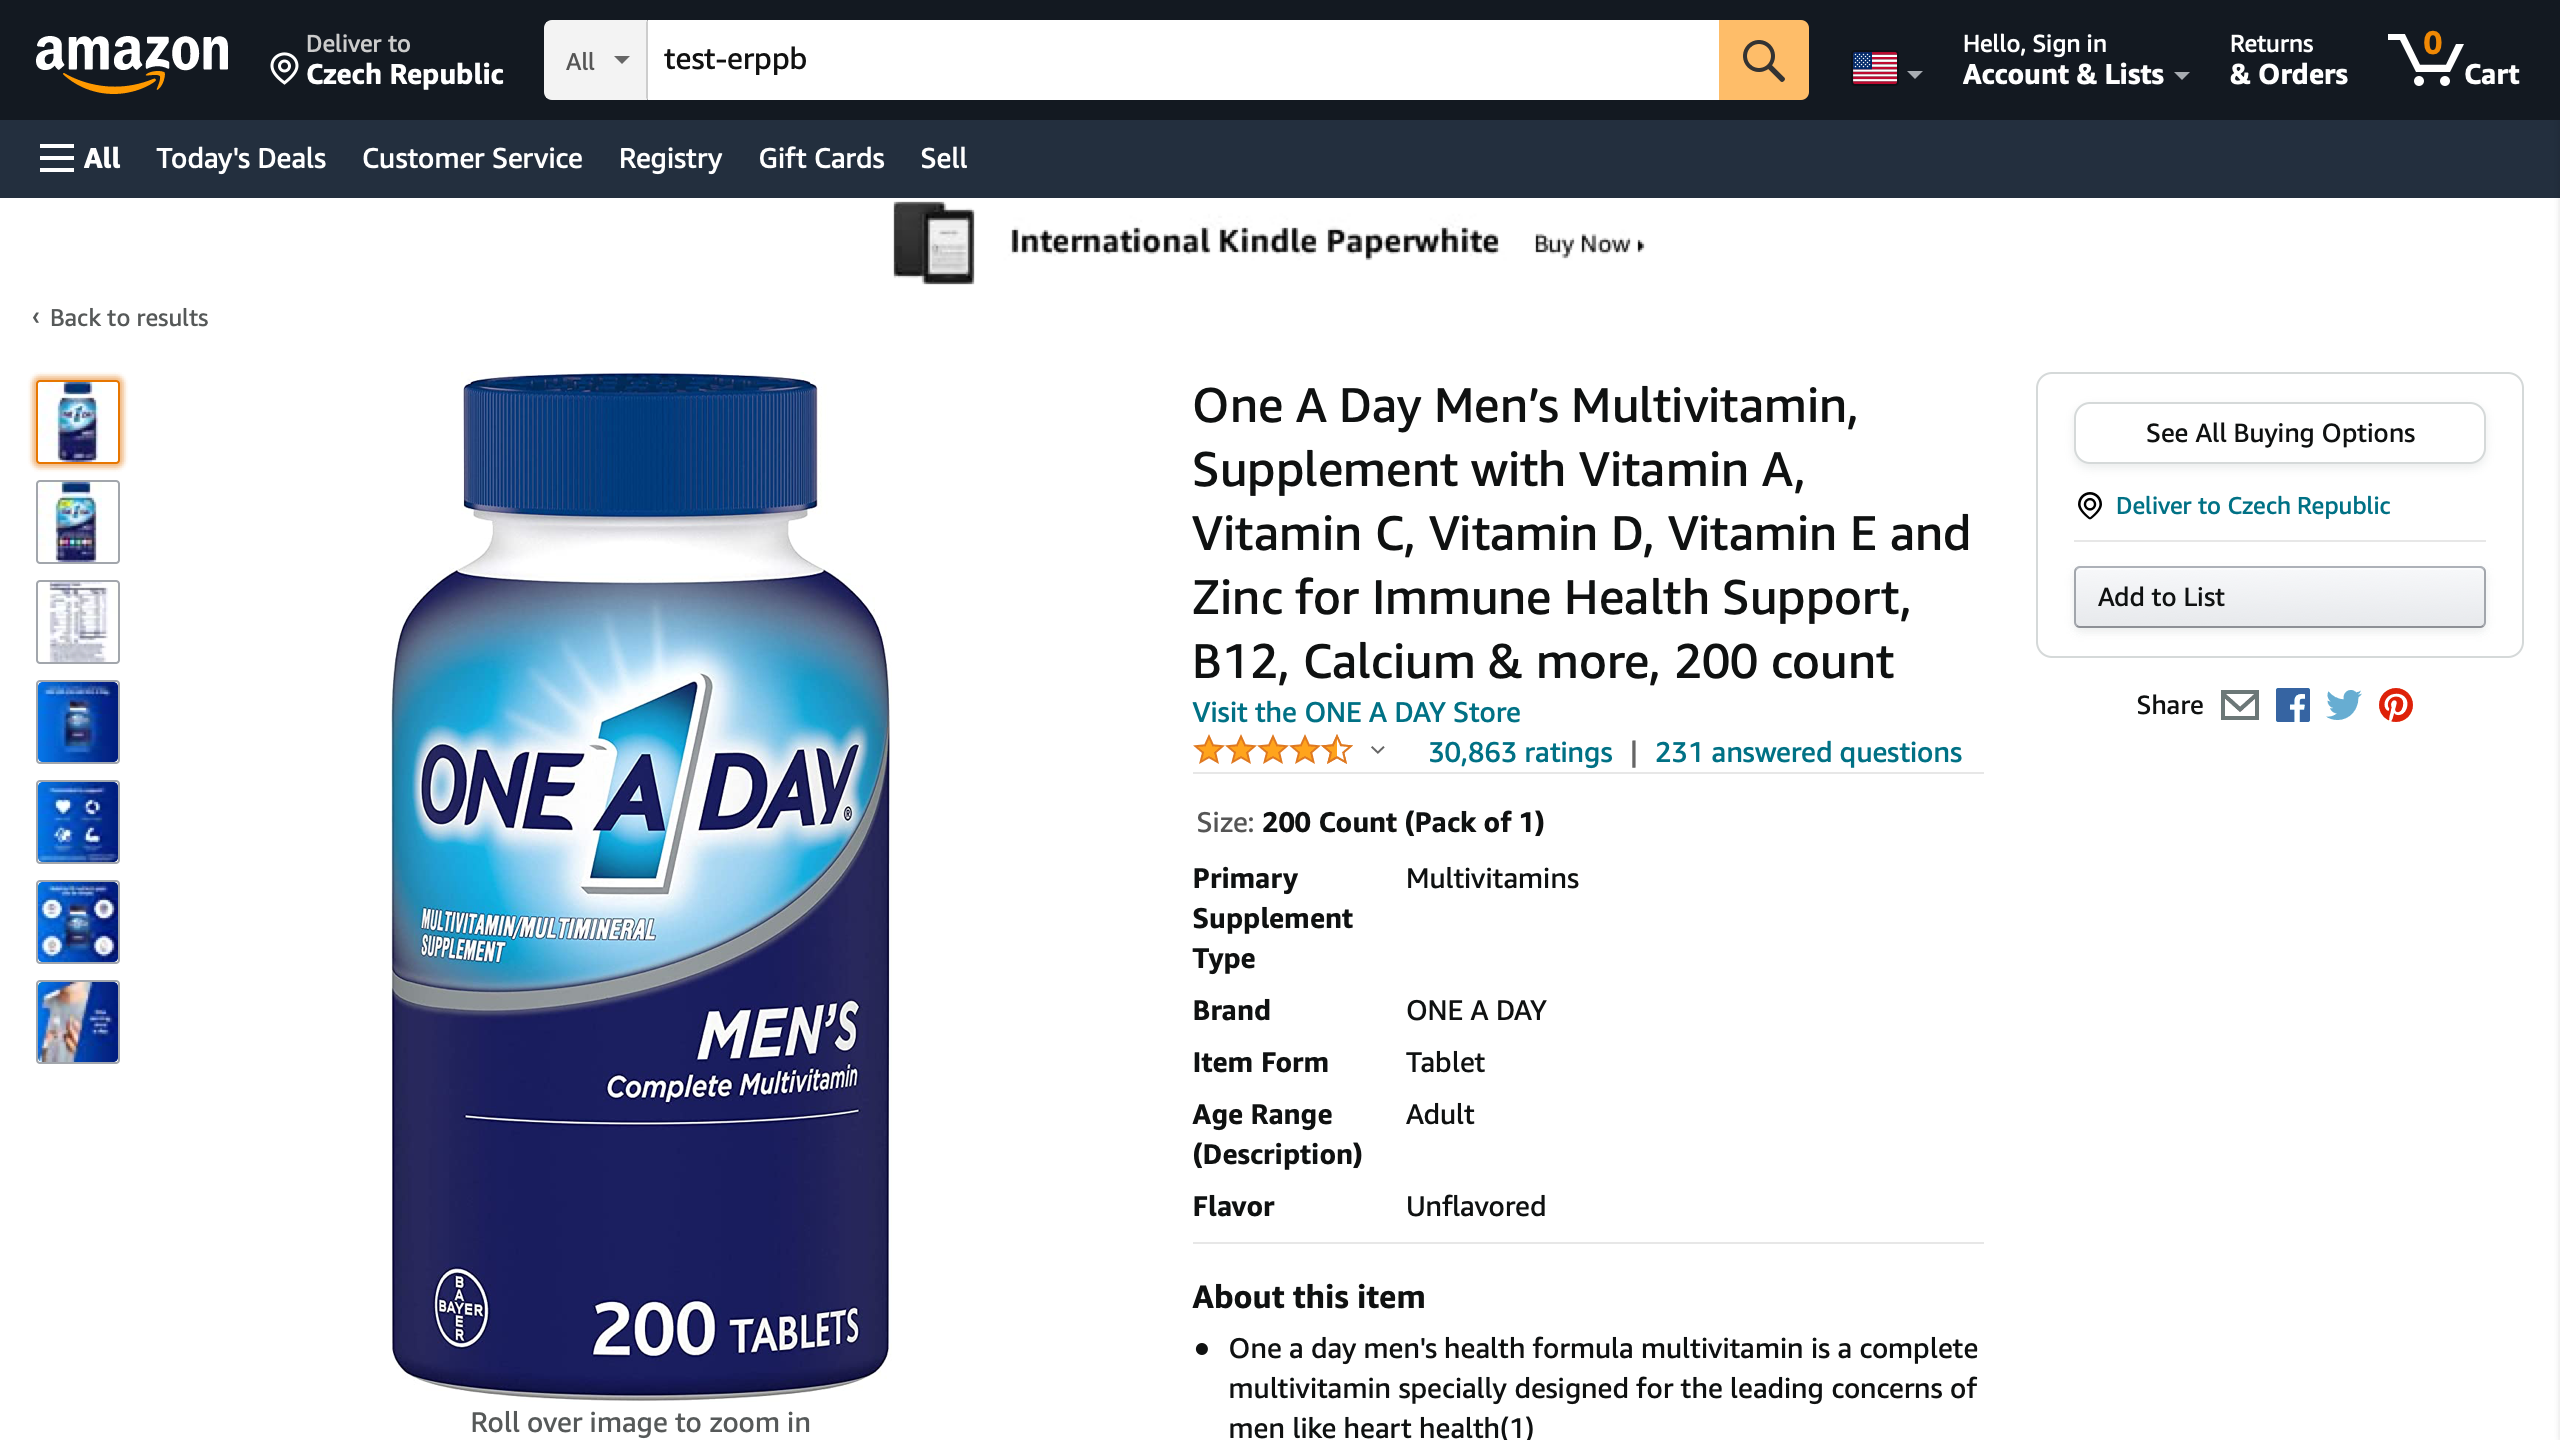 amazon
Deliver to
Czech Republic
All
test-erppb
Hello, Sign in
Account & Lists
Returns
& Orders
0
Cart
All
Today's Deals
Customer Service
Registry
Gift Cards
Sell
International Kindle Paperwhite
Buy Now
‹ Back to results
ONE A DAY®
1
MULTIVITAMIN/MULTIMINERAL
SUPPLEMENT
MEN'S
Complete Multivitamin
BAYER
BAYER
200 TABLETS
Roll over image to zoom in
One A Day Men’s Multivitamin,
Supplement with Vitamin A,
Vitamin C, Vitamin D, Vitamin E and
Zinc for Immune Health Support,
B12, Calcium & more, 200 count
Visit the ONE A DAY Store
30,863 ratings | 231 answered questions
Size: 200 Count (Pack of 1)
Primary
Supplement
Type
Multivitamins
Brand
ONE A DAY
Item Form
Tablet
Age Range
(Description)
Adult
Flavor
Unflavored
About this item
• One a day men's health formula multivitamin is a complete
multivitamin specially designed for the leading concerns of
men like heart health(1)
See All Buying Options
Deliver to Czech Republic
Add to List
Share